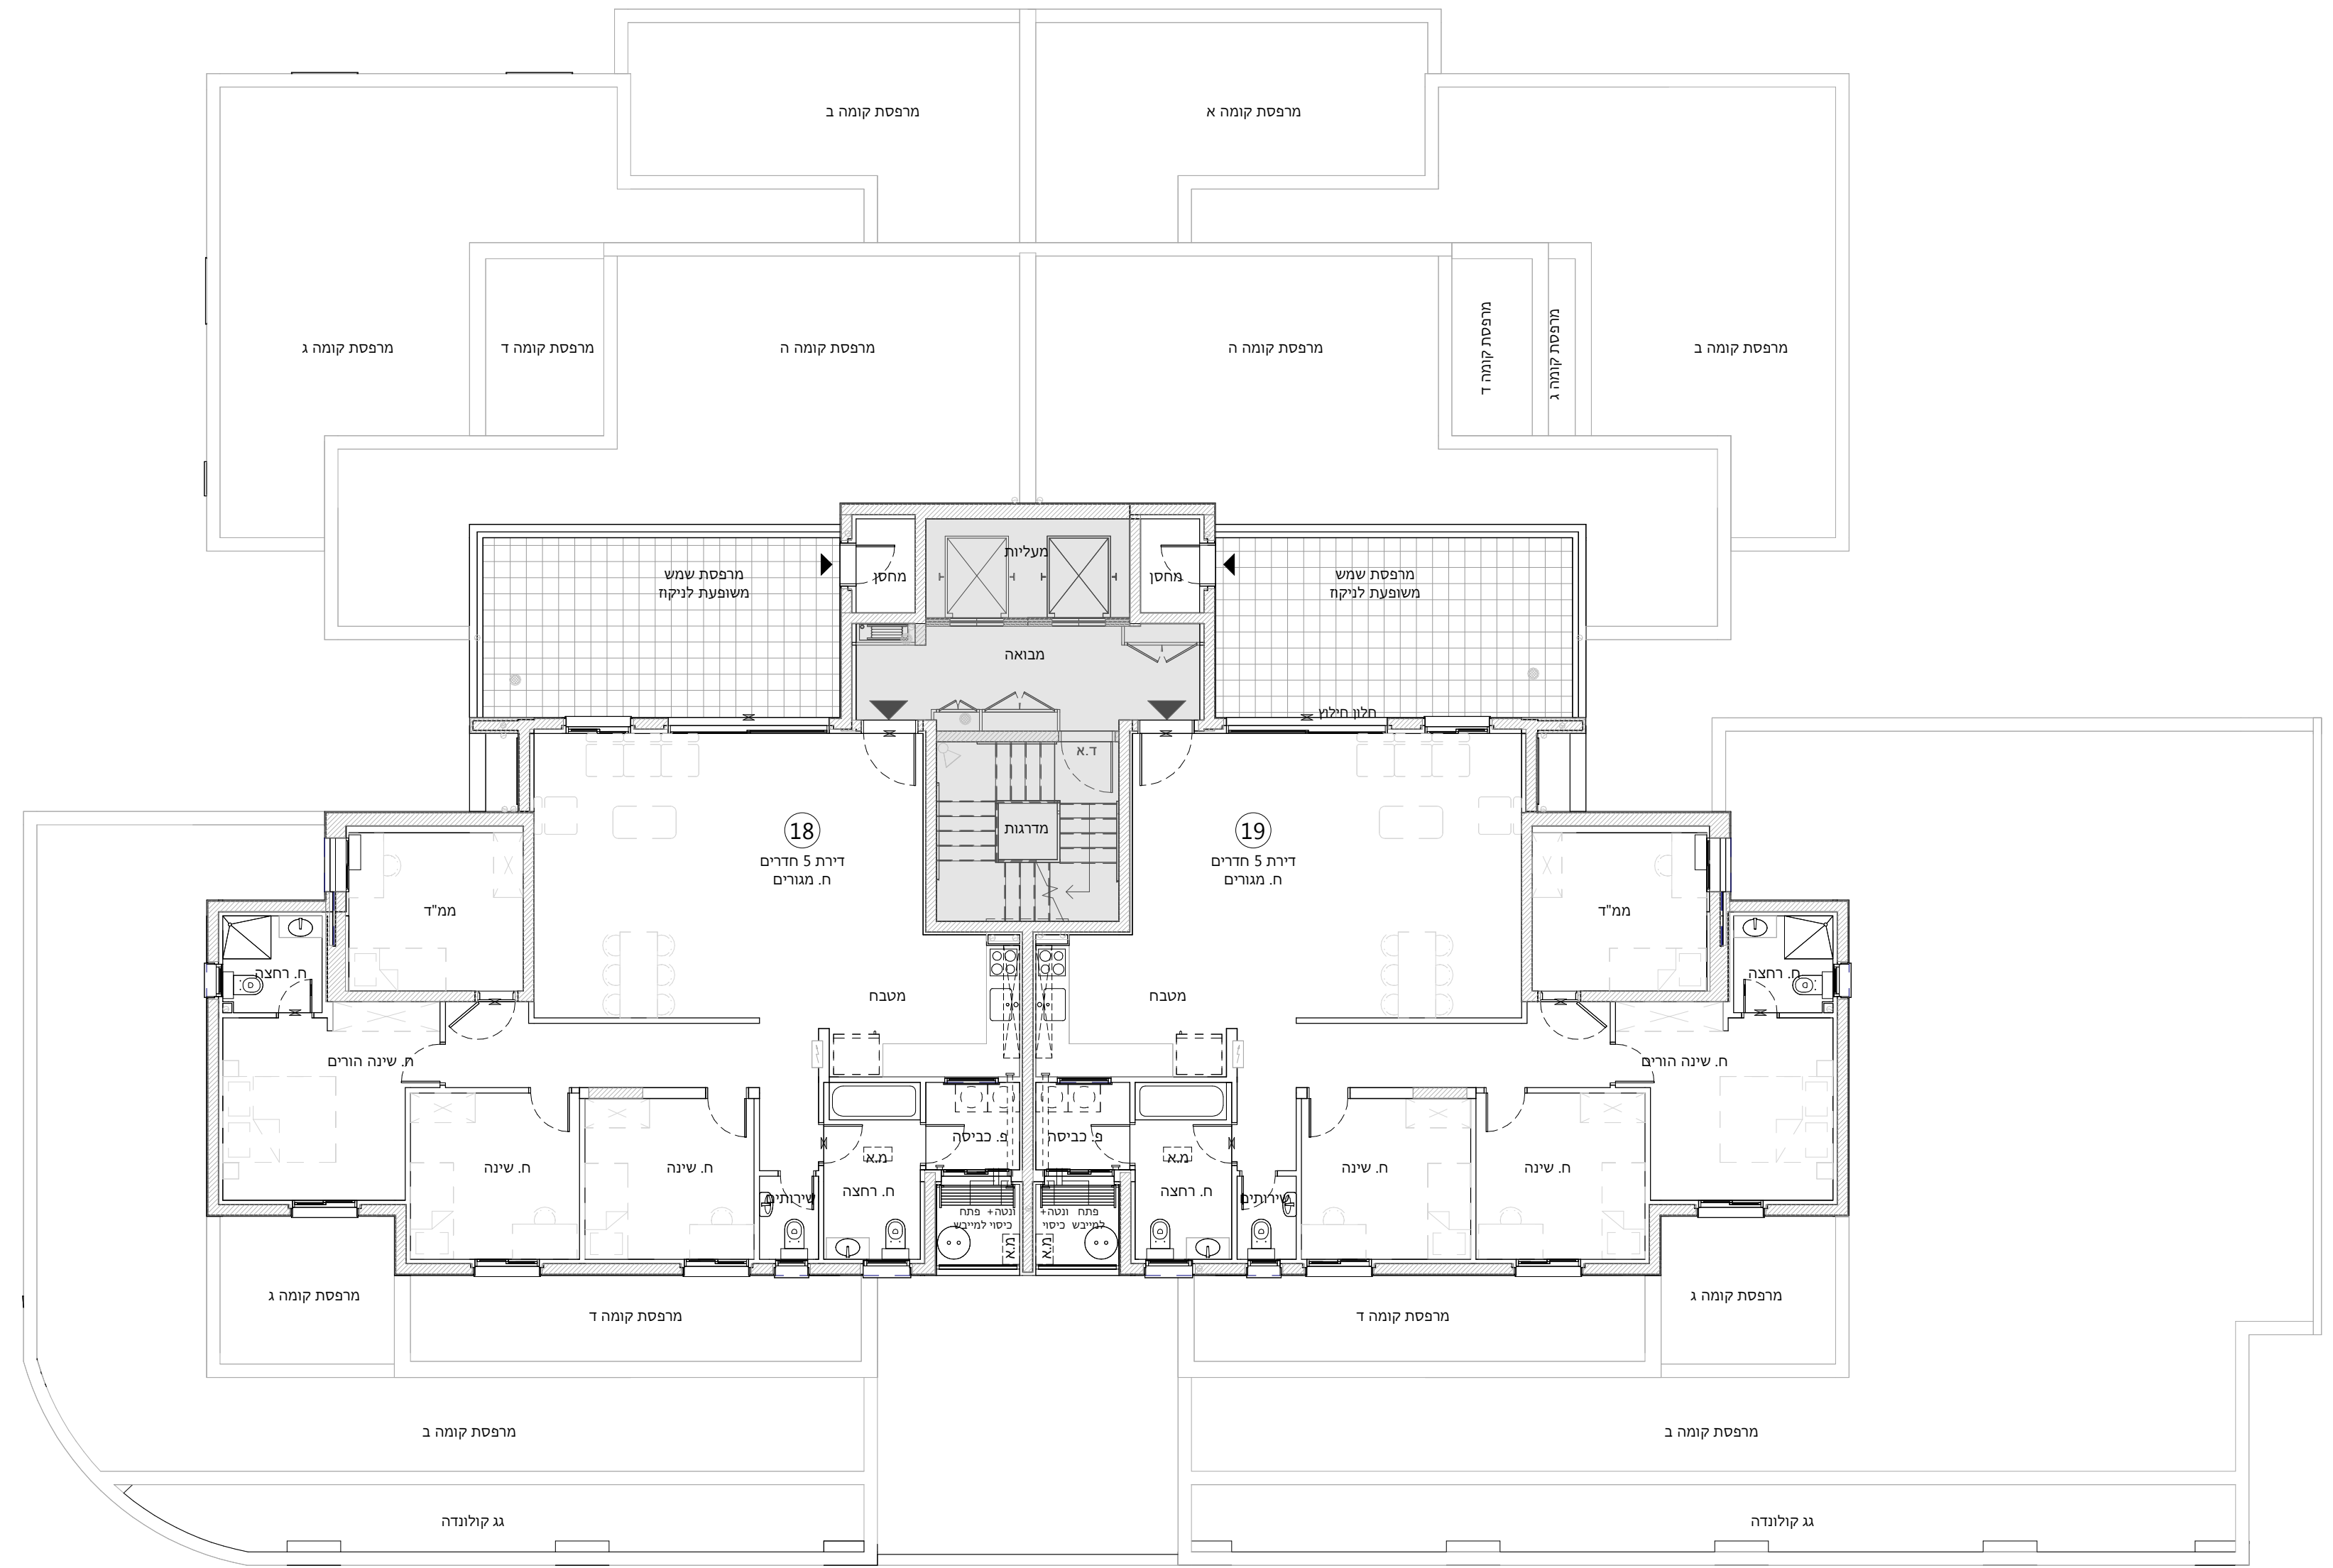 מרפסת קומה ב
מרפסת קומה א
מרפסת קומה ג
מרפסת קומה ד
מרפסת קומה ה
מרפסת קומה ה
מרפסת קומה ד
מרפסת קומה ג
מרפסת קומה ב
מעליות
מחסן
מחסן
מרפסת שמש
משופעת לניקוז
מרפסת שמש
משופעת לניקוז
מבואה
חלון חילוץ
ד.א
מדרגות
18
דירת 5 חדרים
ח. מגורים
19
דירת 5 חדרים
ח. מגורים
ממ"ד
ממ"ד
ח. רחצה
ח. רחצה
מטבח
מטבח
ח. שינה הורים
ח. שינה הורים
פ. כביסה
פ. כביסה
מ.א
מ.א
ח. שינה
ח. שינה
ח. שינה
ח. שינה
שירותים
ח. רחצה
ח. רחצה
שירותים
ונטה+ פתח
כיסוי למייבש
פתח ונטה+
למייבש כיסוי
מ.א
מ.א
מרפסת קומה ג
מרפסת קומה ד
מרפסת קומה ד
מרפסת קומה ג
מרפסת קומה ב
מרפסת קומה ב
גג קולונדה
גג קולונדה